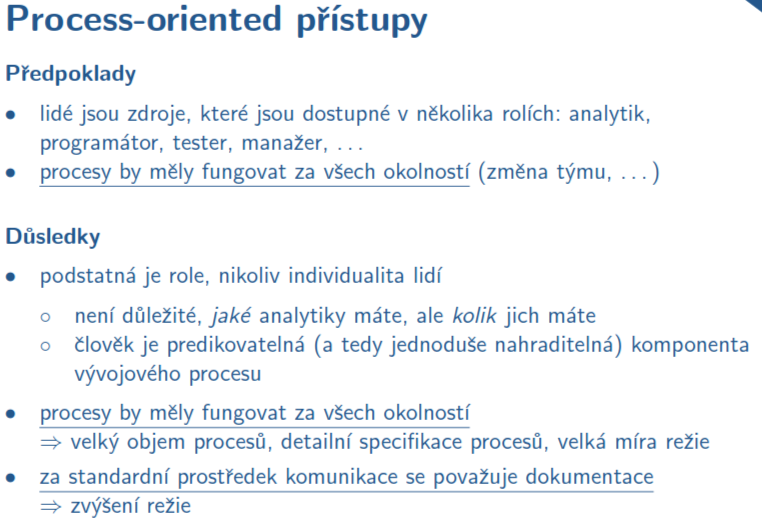 Process-oriented přístupy
Předpoklady
• lidé jsou zdroje, které jsou dostupné v několika rolích: analytik,
programátor, tester, manažer, . . .
• procesy by měly fungovat za všech okolností (změna týmu, . . . )
Důsledky
• podstatná je role, nikoliv individualita lidí
○ není důležité, jaké analytiky máte, ale kolik jich máte
○ člověk je predikovatelná (a tedy jednoduše nahraditelná) komponenta
vývojového procesu
• procesy by měly fungovat za všech okolností
⇒ velký objem procesů, detailní specifikace procesů, velká míra režie
• za standardní prostředek komunikace se považuje dokumentace
⇒ zvýšení režie